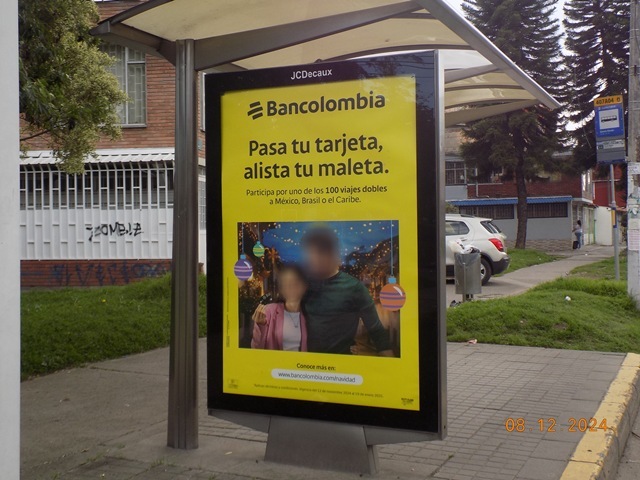 JCDecaux
Bancolombia
Pasa tu tarjeta,
alista tu maleta.
Participa por uno de los 100 viajes dobles
a México, Brasil o el Caribe.
Conoce más en:
www.bancolombia.com/navidad
ZOMBIE
08.12.2024